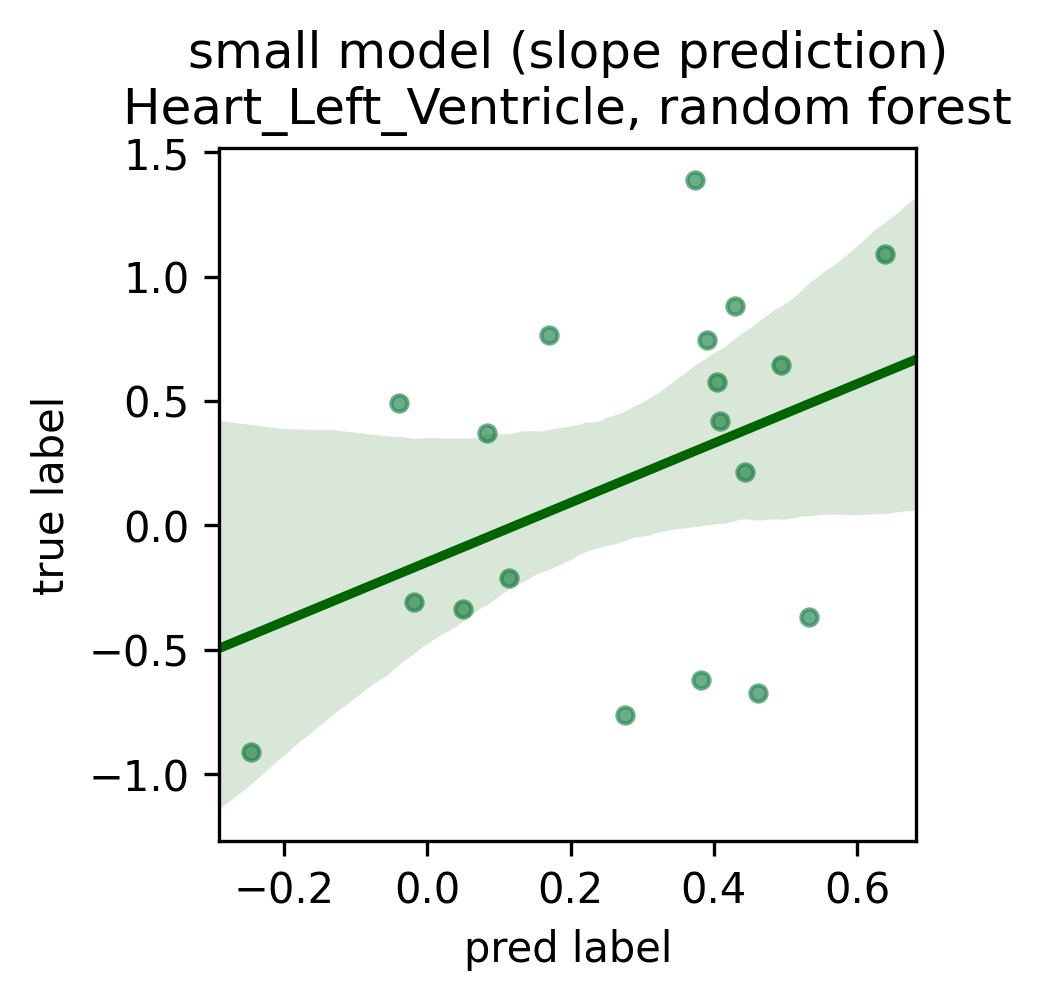 small model (slope prediction)
Heart_Left_Ventricle, random forest
1.5
1.0
0.5
0.0
−0.5
−1.0
true label
−0.2 0.0 0.2 0.4 0.6
pred label